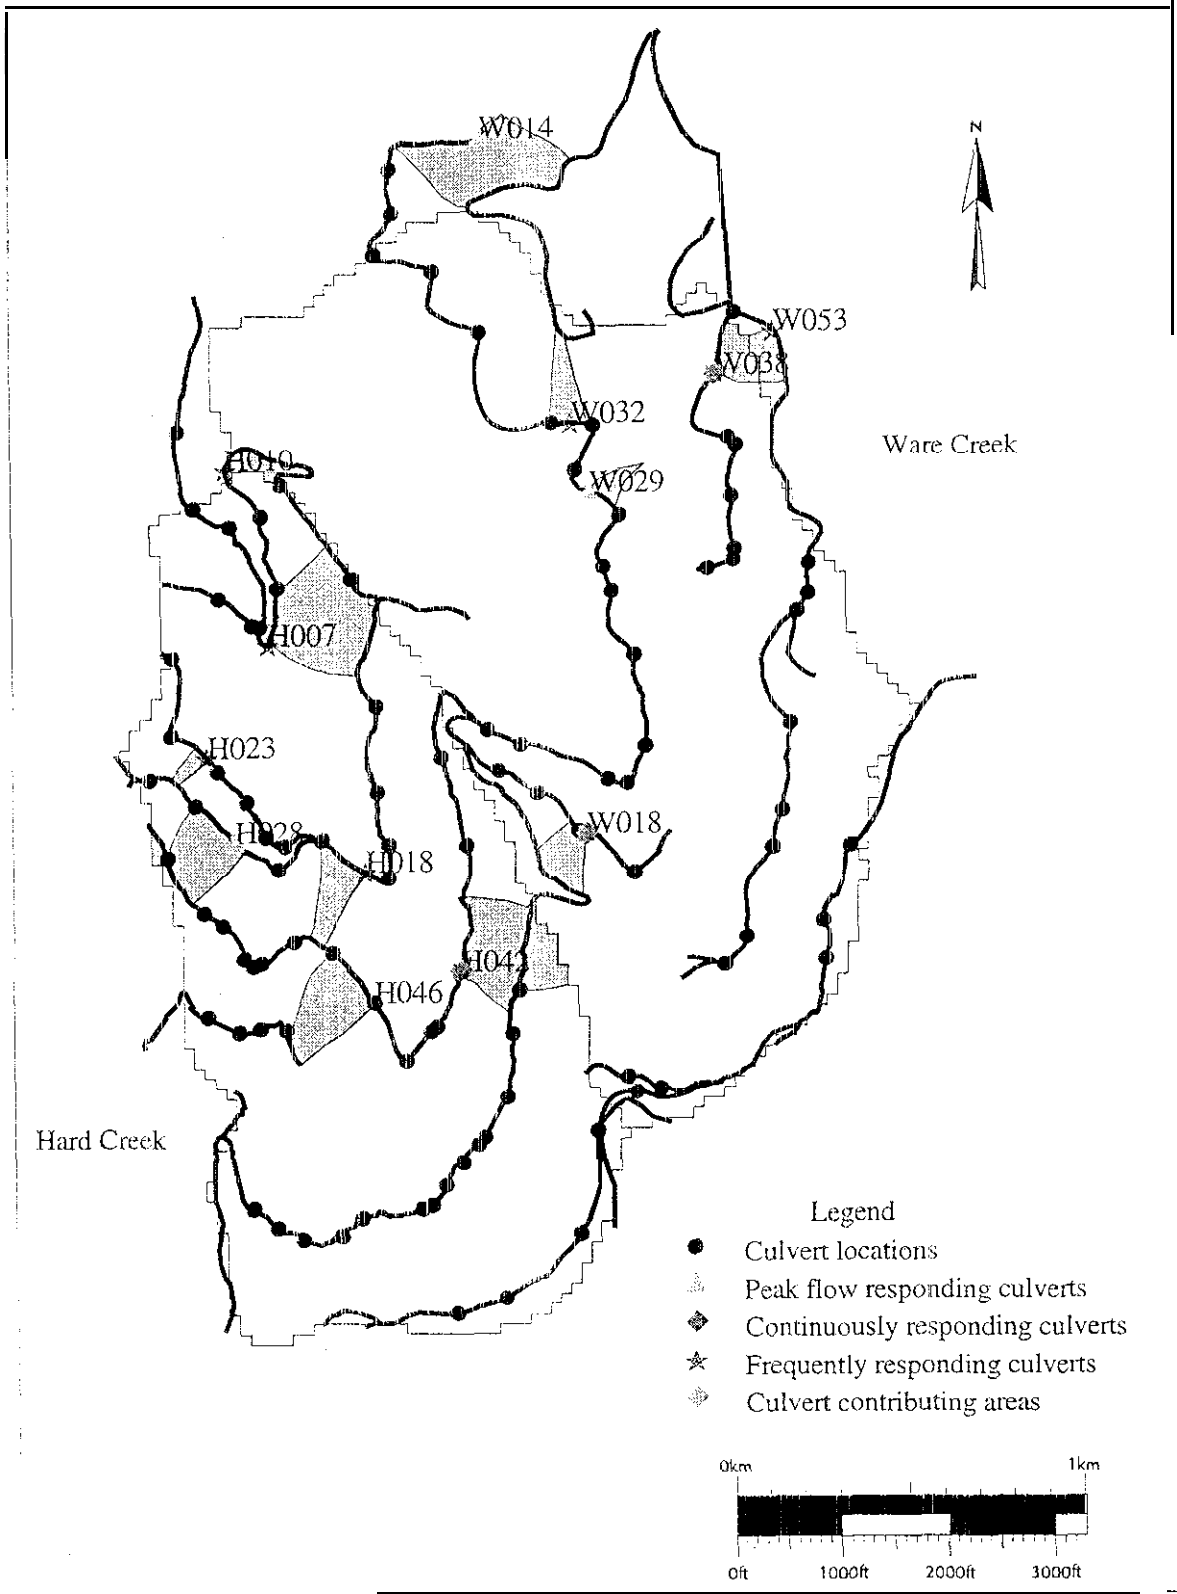 W014
N
W053
W038
W032
Ware Creek
H010
W029
H007
H023
H028
W018
H018
H042
H046
Hard Creek
Legend
Culvert locations
Peak flow responding culverts
Continuously responding culverts
Frequently responding culverts
Culvert contributing areas
0km 1km
0ft 1000ft 2000ft 3000ft